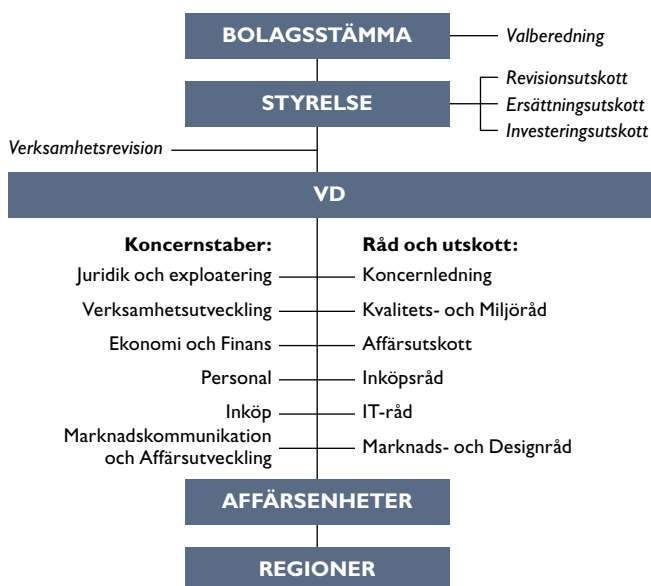 BOLAGSSTÄMMA
Valberedning
STYRELSE
Revisionsutskott
Ersättningsutskott
Investeringsutskott
Verksamhetsrevision
VD
Koncernstaber:
Juridik och exploatering
Verksamhetsutveckling
Ekonomi och Finans
Personal
Inköp
Marknadskommunikation
och Affärsutveckling
Råd och utskott:
Koncernledning
Kvalitets- och Miljöråd
Affärsutskott
Inköpsråd
IT-råd
Marknads- och Designråd
AFFÄRSENHETER
REGIONER